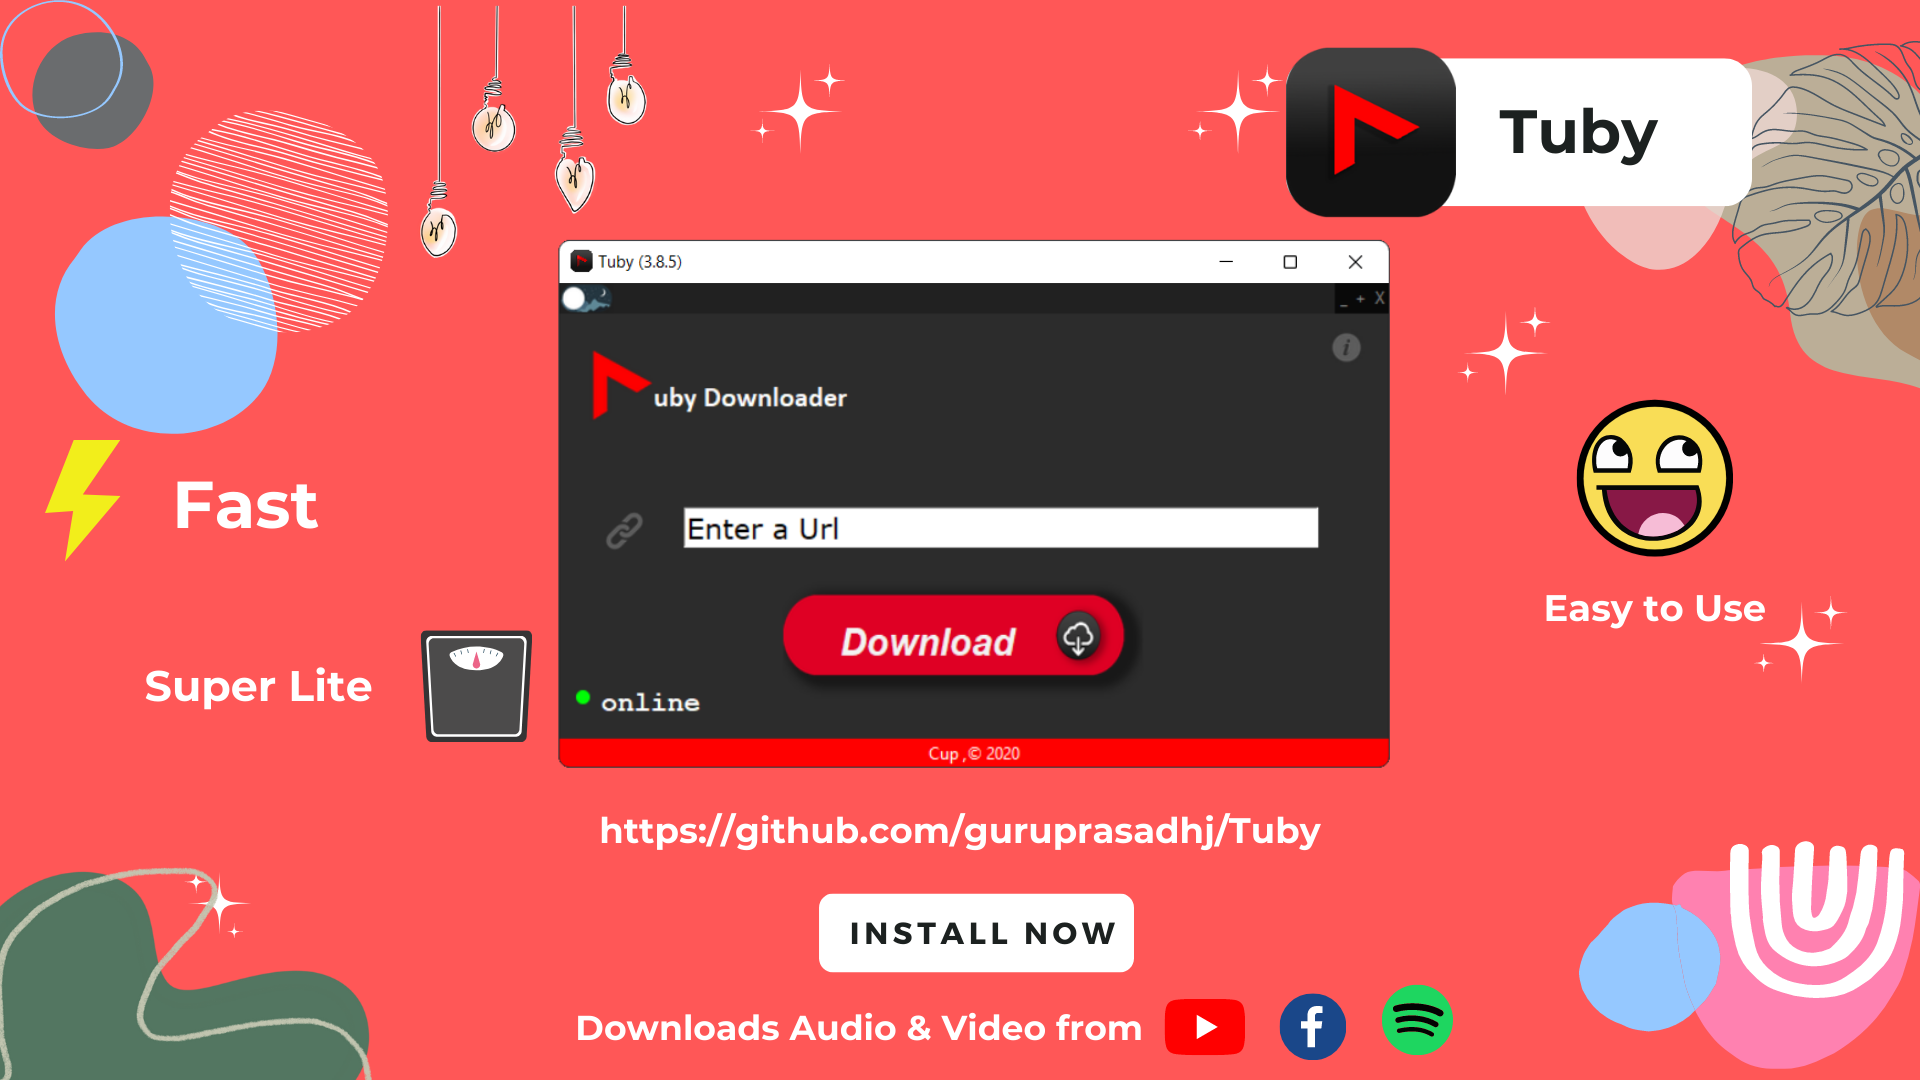 Tuby
Tuby (3.8.5)
_ + X
i
uby Downloader
Fast
Enter a Url
Easy to Use
Download
Super Lite
online
Cup ,© 2020
https://github.com/guruprasadhj/Tuby
INSTALL NOW
Downloads Audio & Video from